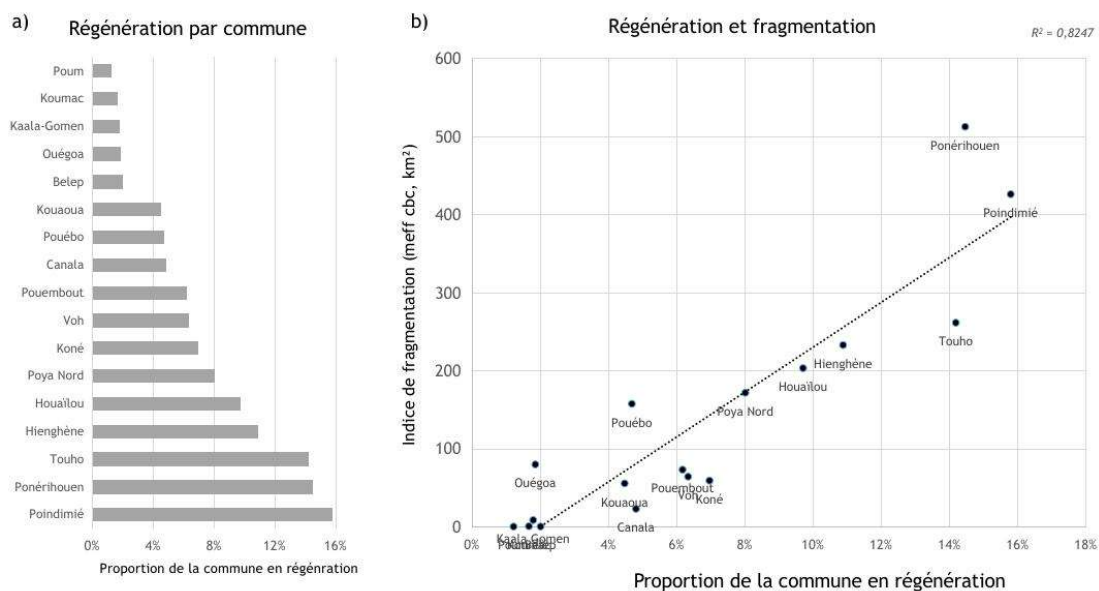 a)
Régénération par commune
Poum
Koumac
Kaala-Gomen
Ouégoa
Belep
Kouaoua
Pouébo
Canala
Pouembout
Voh
Koné
Poya Nord
Houaïlou
Hienghène
Touho
Ponérihouen
Poindimié
0% 4% 8% 12% 16%
Proportion de la commune en régénration
b)
Régénération et fragmentation
R² = 0,8247
Indice de fragmentation (meff cbc, km²)
600
500
400
300
200
100
0
Ponérihouen
Poindimié
Touho
Hienghène
Houaïlou
Poya Nord
Pouébo
Ouégoa
Pouembout
Voh
Koné
Kouaoua
Canala
Kaala Gomen
0% 2% 4% 6% 8% 10% 12% 14% 16% 18%
Proportion de la commune en régénération